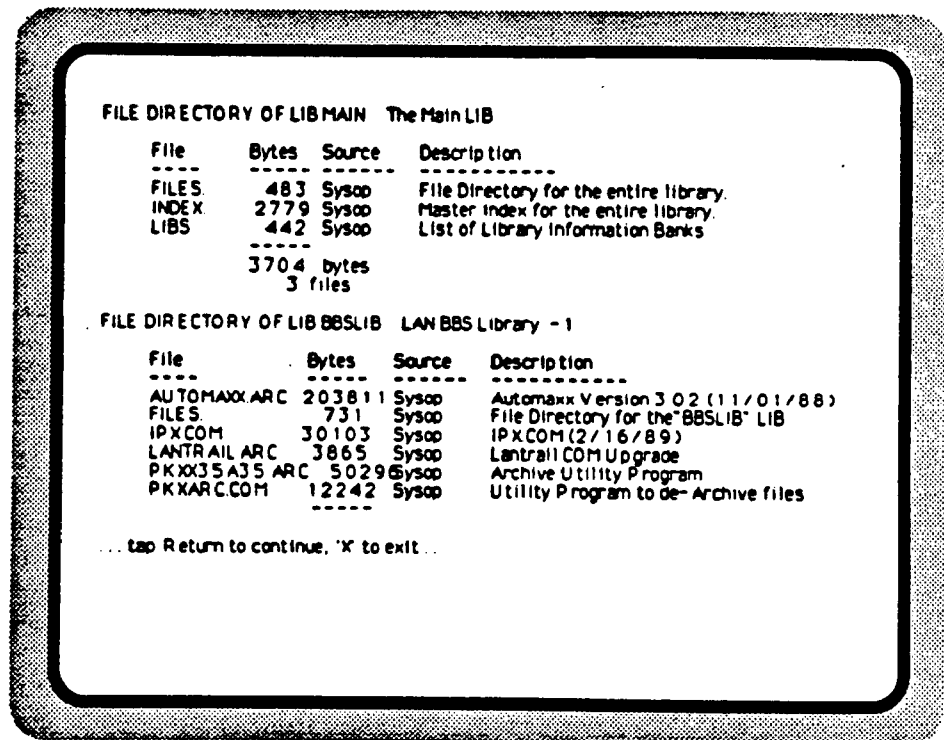 FILE DIRECTORY OF LIB MAIN The Main LIB
File Bytes Source Description
FILES. 483 Sysop File Directory for the entire library.
INDEX. 2779 Sysop Master index for the entire library.
LIBS 442 Sysop List of Library Information Banks
3704 bytes
3 files
FILE DIRECTORY OF LIB BBSLIB LAN BBS Library - 1
File Bytes Source Description
AUTOMAXX.ARC 203811 Sysop Automaxx Version 3.02 (11/01/88)
FILES. 731 Sysop File Directory for the "BBSLIB" LIB
IPXCOM 30103 Sysop IPXCOM (2/16/89)
LANTRAIL ARC 3865 Sysop Lantrail COM Upgrade
PKXX35A35 ARC 50296 Sysop Archive Utility Program
PKXARC.COM 12242 Sysop Utility Program to de-Archive files
... tap Return to continue, 'X' to exit ..